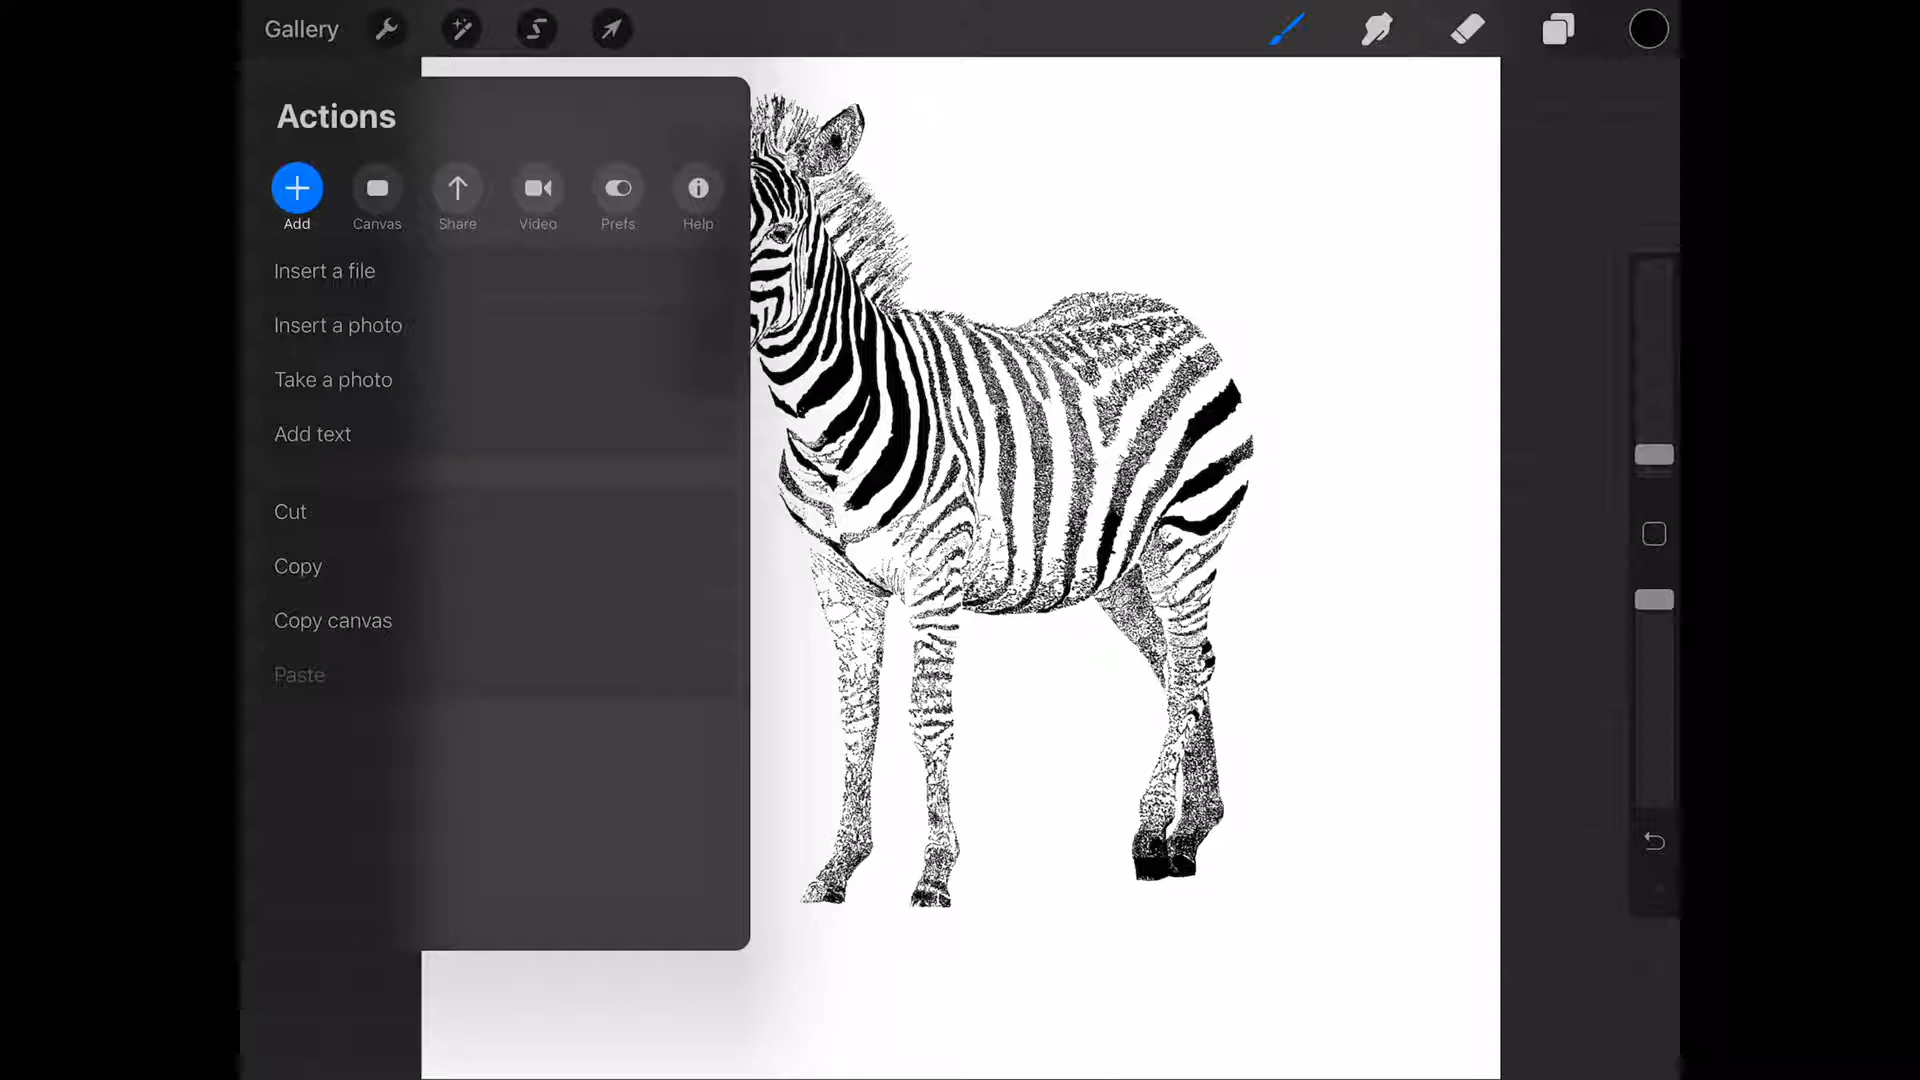 Gallery
Actions
Add Canvas Share Video Prefs Help
Insert a file
Insert a photo
Take a photo
Add text
Cut
Copy
Copy canvas
Paste